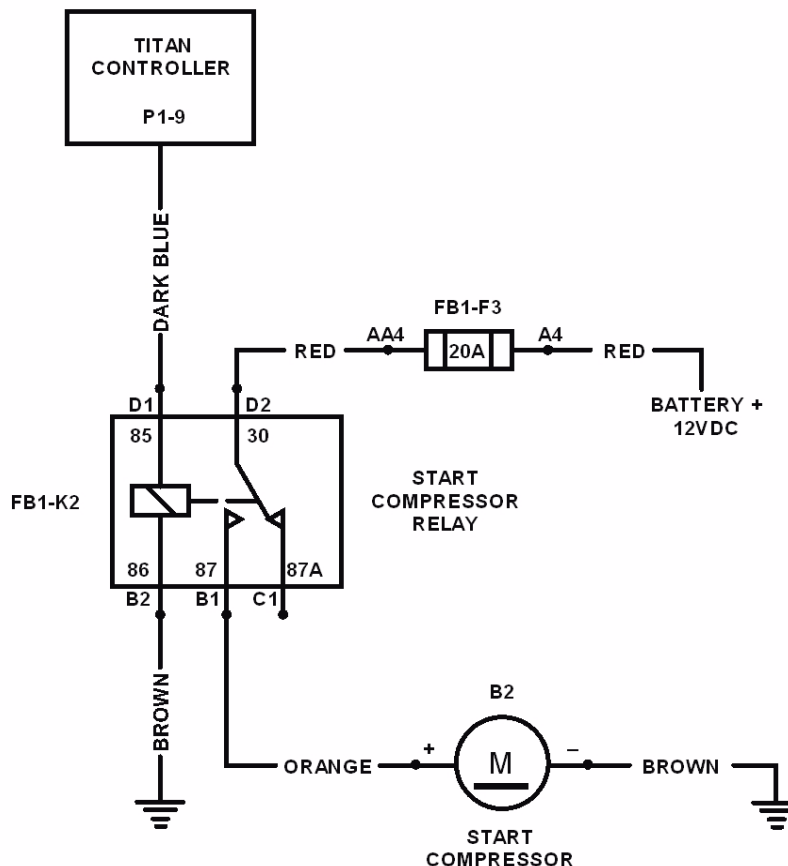 TITAN
CONTROLLER
P1-9
DARK BLUE
FB1-F3
RED
AA4
20A
A4
RED
BATTERY +
12VDC
D1
D2
85
30
FB1-K2
START
COMPRESSOR
RELAY
86
87
87A
B2
B1
C1
BROWN
B2
ORANGE
+
M
–
BROWN
START
COMPRESSOR